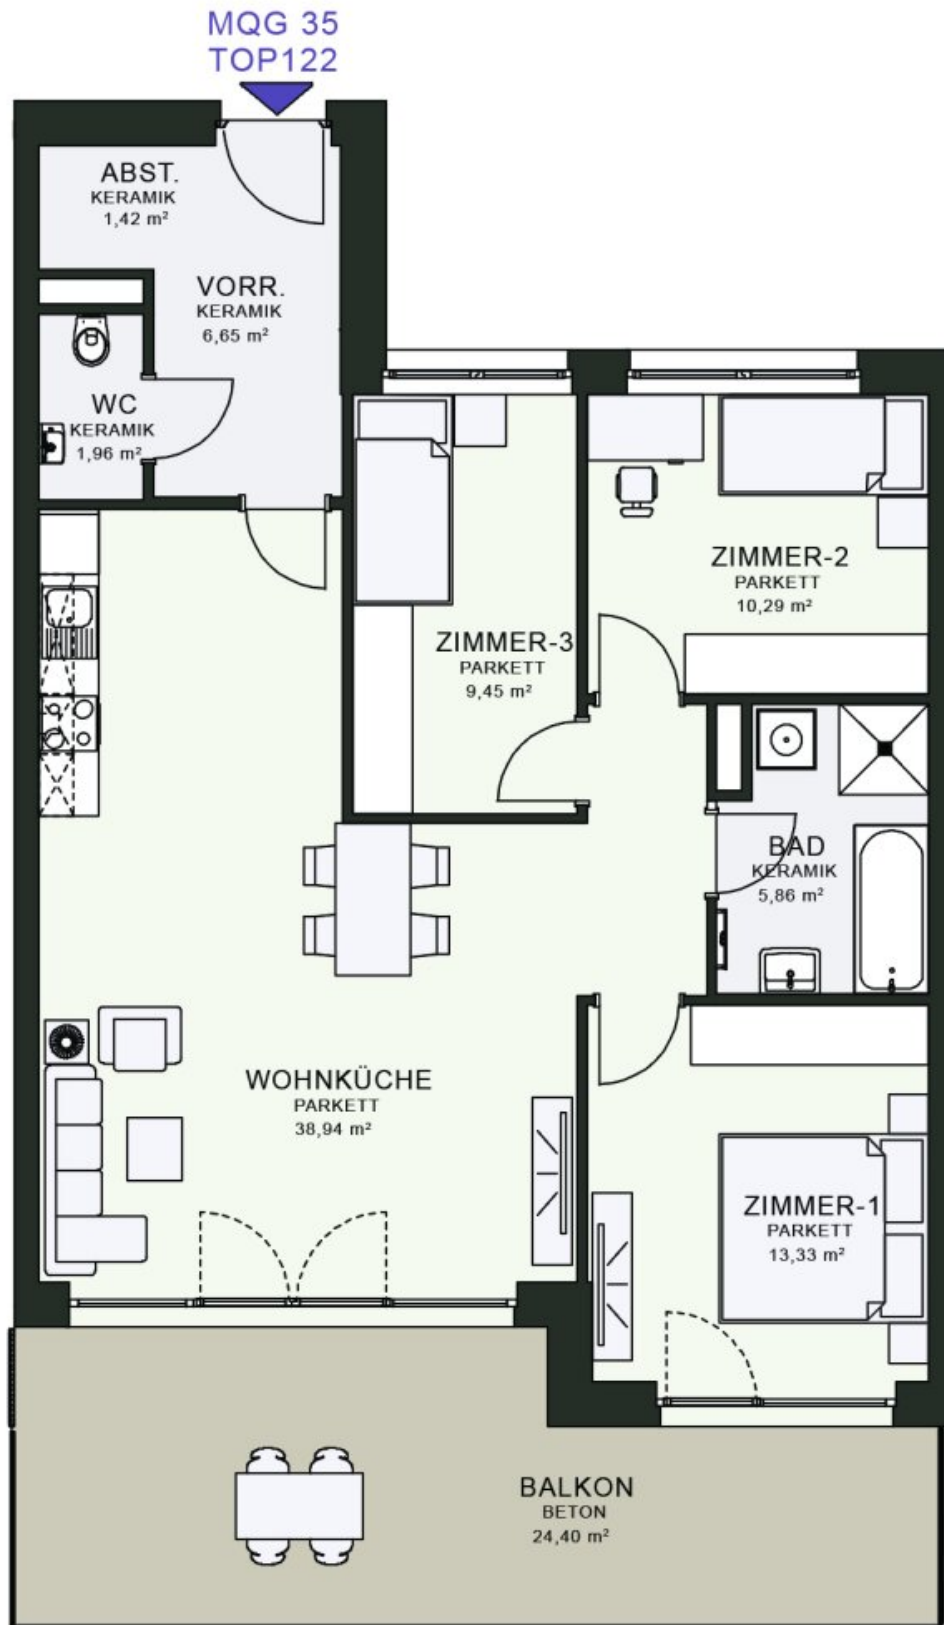 MQG 35
TOP122
ABST.
KERAMIK
1,42 m²
VORR.
KERAMIK
6,65 m²
WC
KERAMIK
1,96 m²
ZIMMER-2
PARKETT
10,29 m²
ZIMMER-3
PARKETT
9,45 m²
BAD
KERAMIK
5,86 m²
WOHNKÜCHE
PARKETT
38,94 m²
ZIMMER-1
PARKETT
13,33 m²
BALKON
BETON
24,40 m²